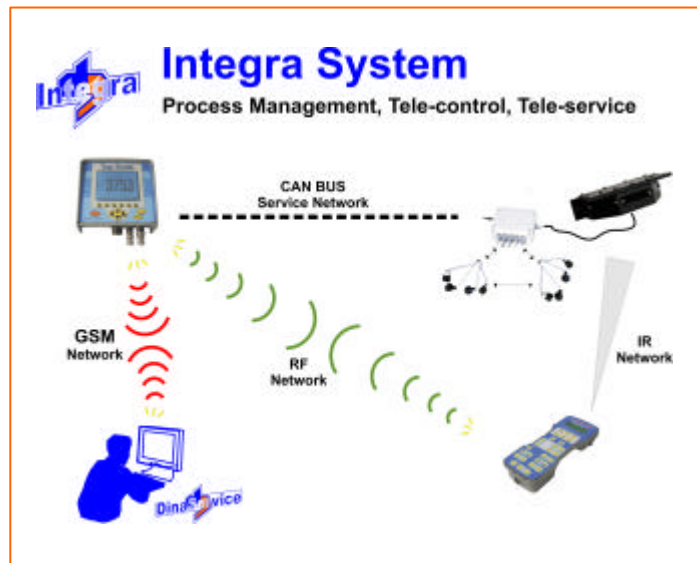 Integra
Integra System
Process Management, Tele-control, Tele-service
CAN BUS
Service Network
GSM
Network
RF
Network
IR
Network